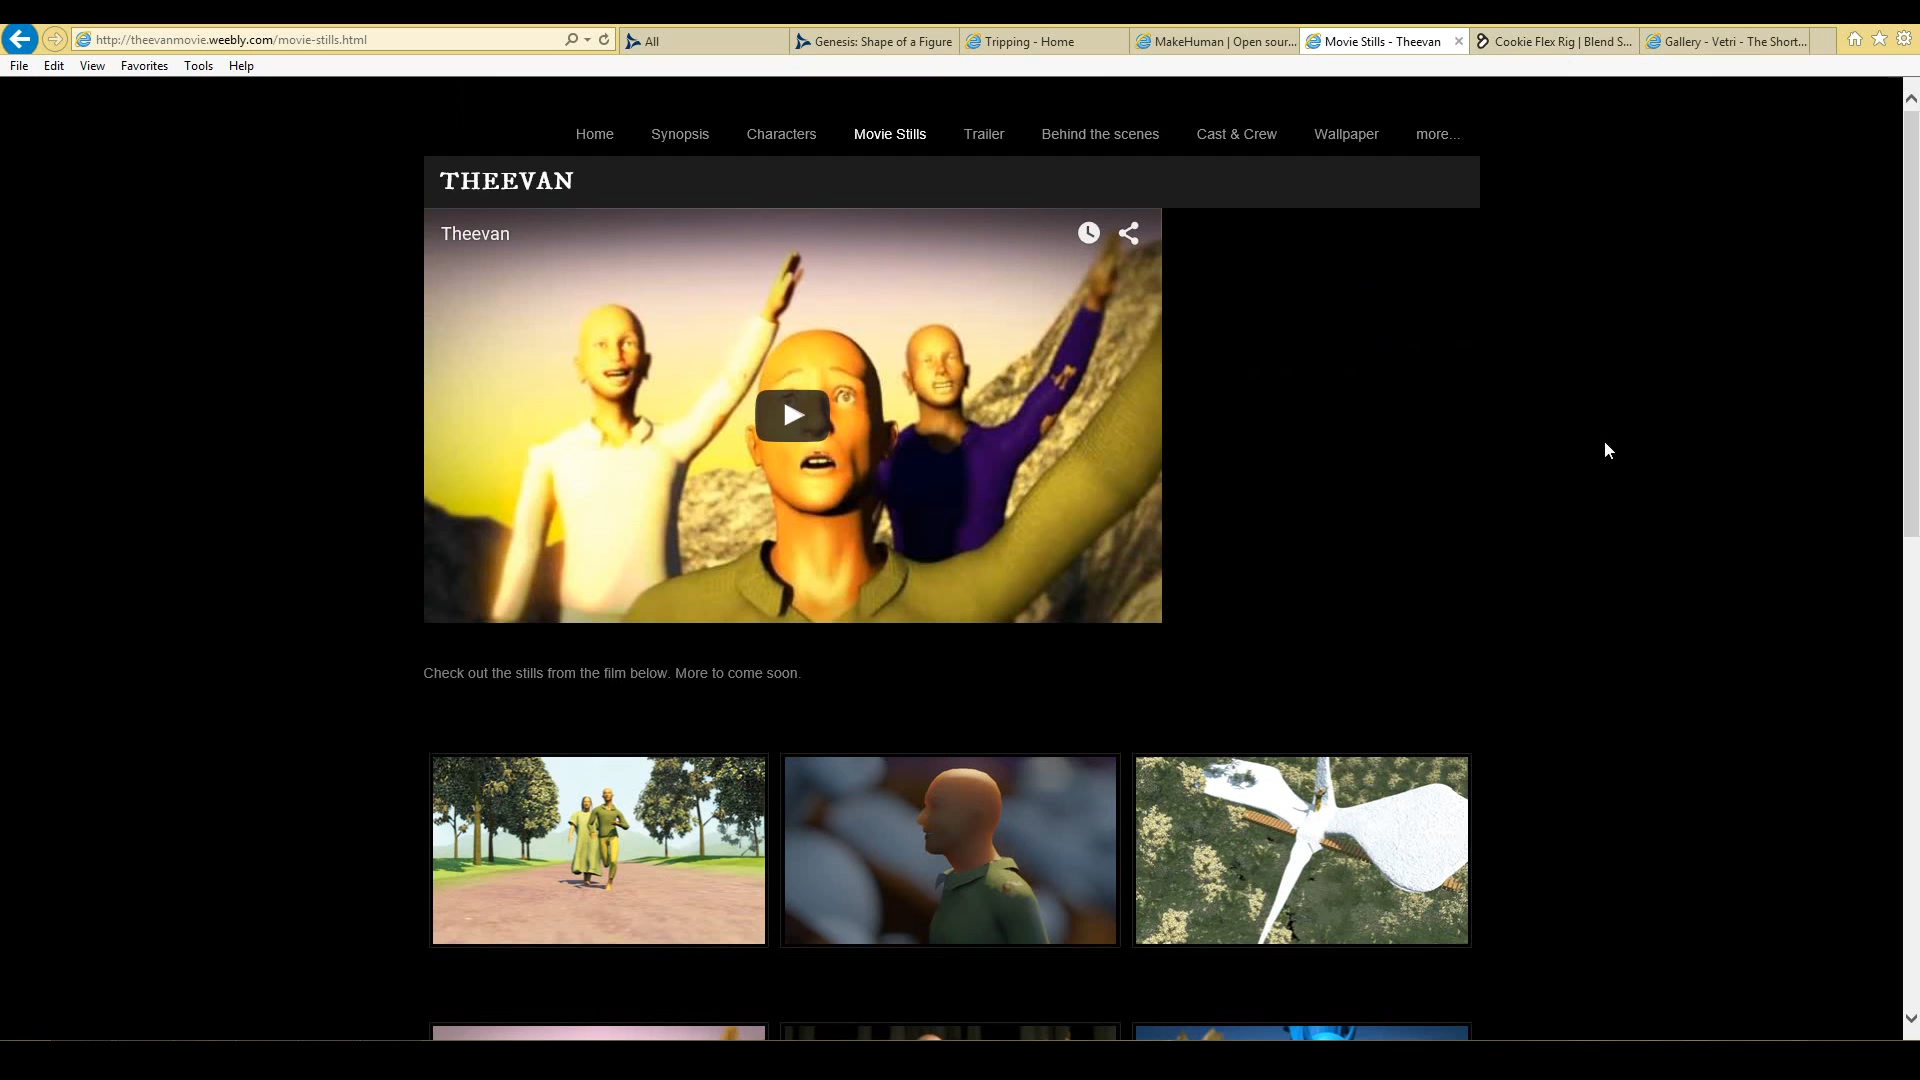 http://theevanmovie.weebly.com/movie-stills.html
All
Genesis: Shape of a Figure
Tripping - Home
MakeHuman | Open sour...
Movie Stills - Theevan
Cookie Flex Rig | Blend S...
Gallery - Vetri - The Short...
File Edit View Favorites Tools Help
Home Synopsis Characters Movie Stills Trailer Behind the scenes Cast & Crew Wallpaper more...
THEEVAN
Theevan
Check out the stills from the film below. More to come soon.